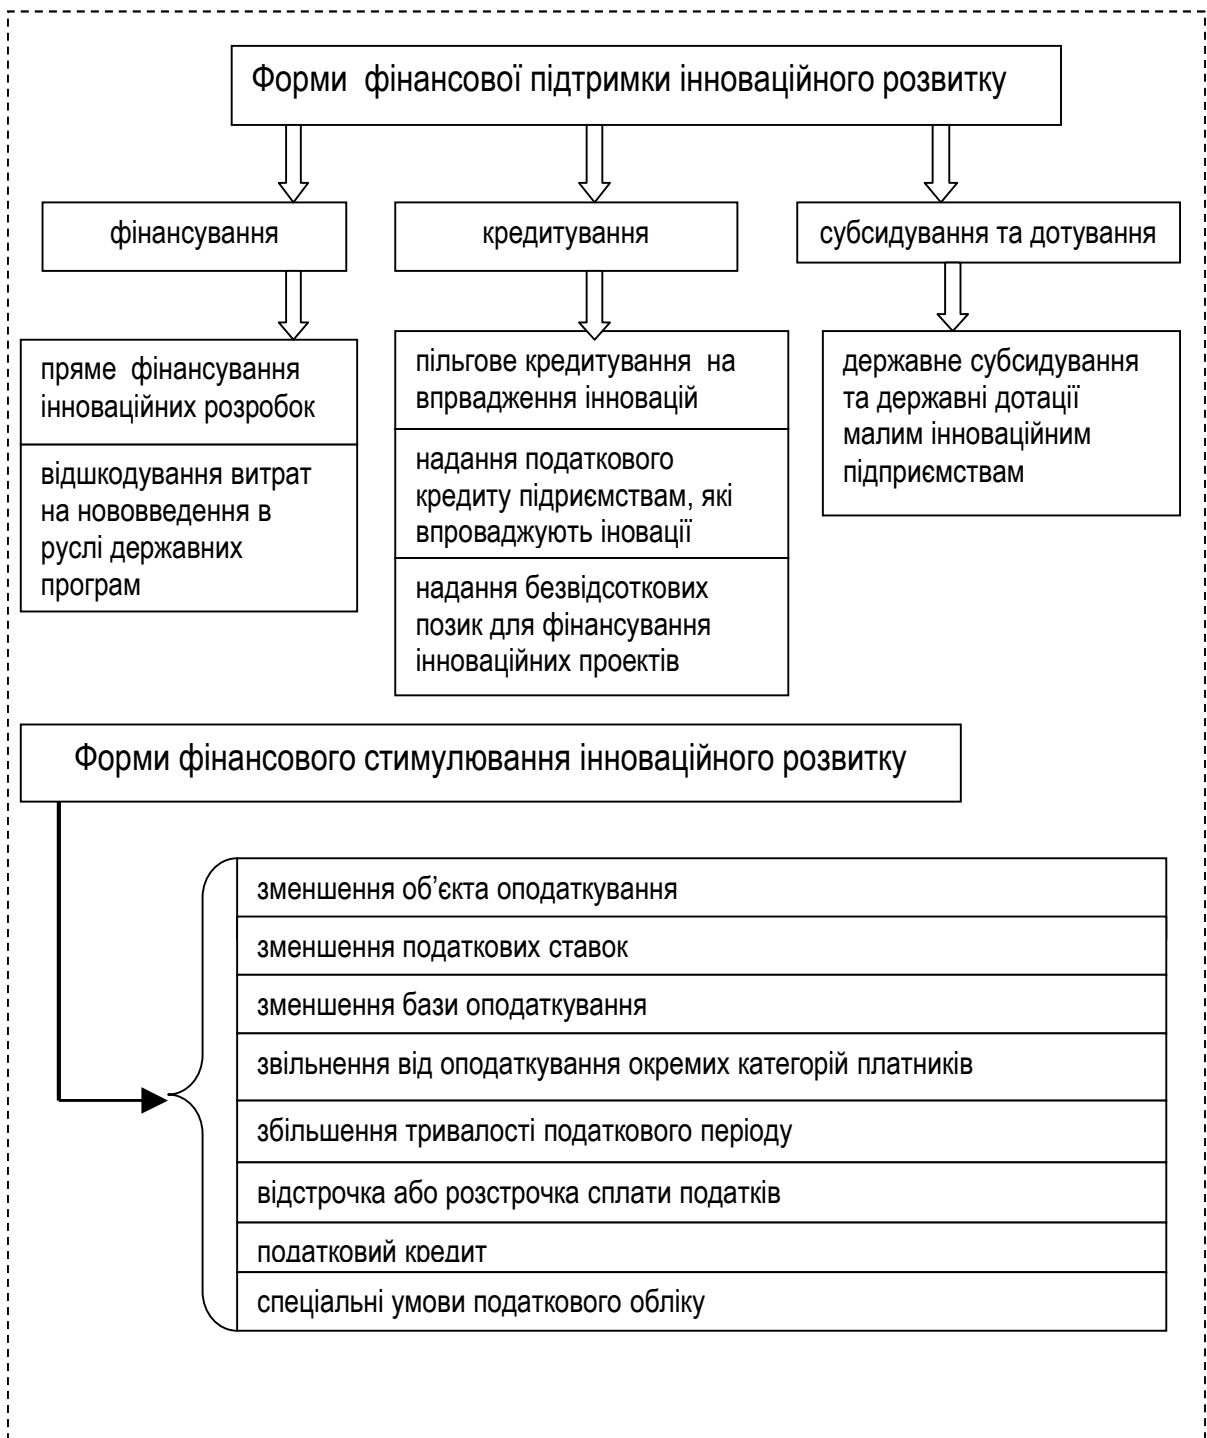 Форми фінансової підтримки інноваційного розвитку
фінансування
кредитування
субсидування та дотування
пряме фінансування
інноваційних розробок
відшкодування витрат
на нововведення в
руслі державних
програм
пільгове кредитування на
впрвадження інновацій
надання податкового
кредиту підриємствам, які
впроваджують іновації
надання безвідсоткових
позик для фінансування
інноваційних проектів
державне субсидування
та державні дотації
малим інноваційним
підприємствам
Форми фінансового стимулювання інноваційного розвитку
зменшення об’єкта оподаткування
зменшення податкових ставок
зменшення бази оподаткування
звільнення від оподаткування окремих категорій платників
збільшення тривалості податкового періоду
відстрочка або розстрочка сплати податків
податковий кредит
спеціальні умови податкового обліку